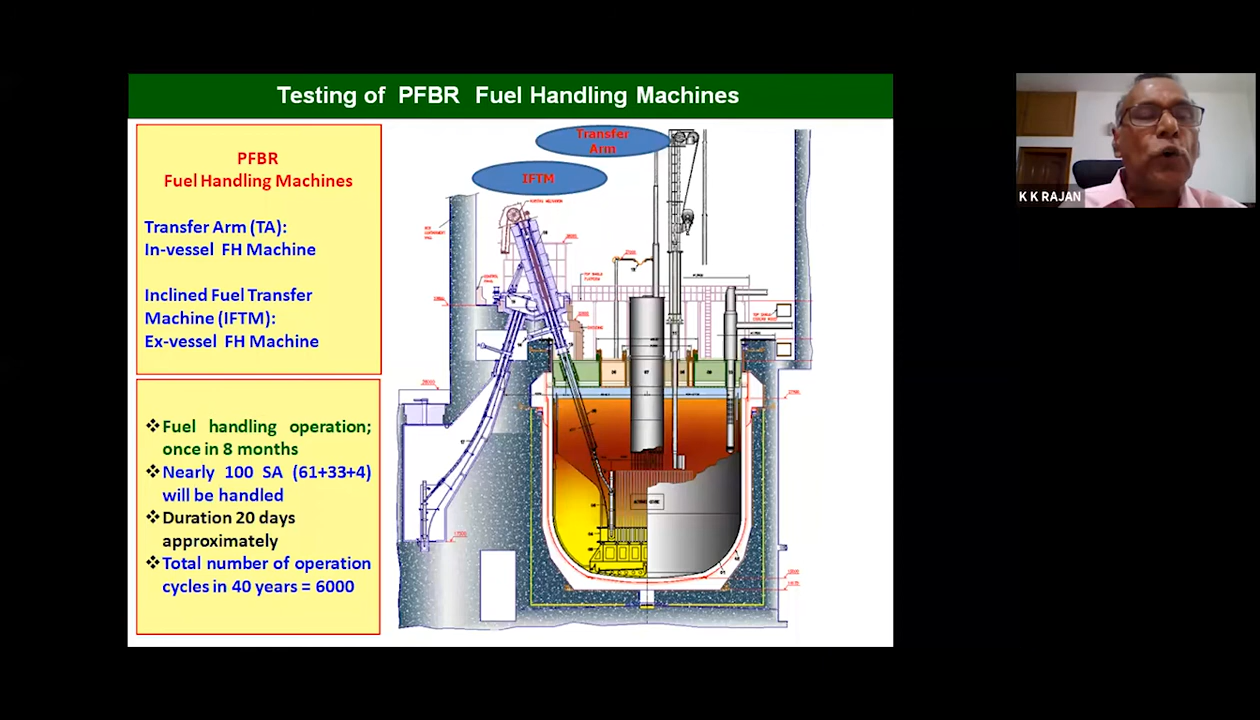 Testing of PFBR Fuel Handling Machines
PFBR
Fuel Handling Machines
Transfer Arm (TA):
In-vessel FH Machine
Inclined Fuel Transfer
Machine (IFTM):
Ex-vessel FH Machine
❖Fuel handling operation;
once in 8 months
❖Nearly 100 SA (61+33+4)
will be handled
❖Duration 20 days
approximately
❖Total number of operation
cycles in 40 years = 6000
Transfer
Arm
IFTM
K K RAJAN